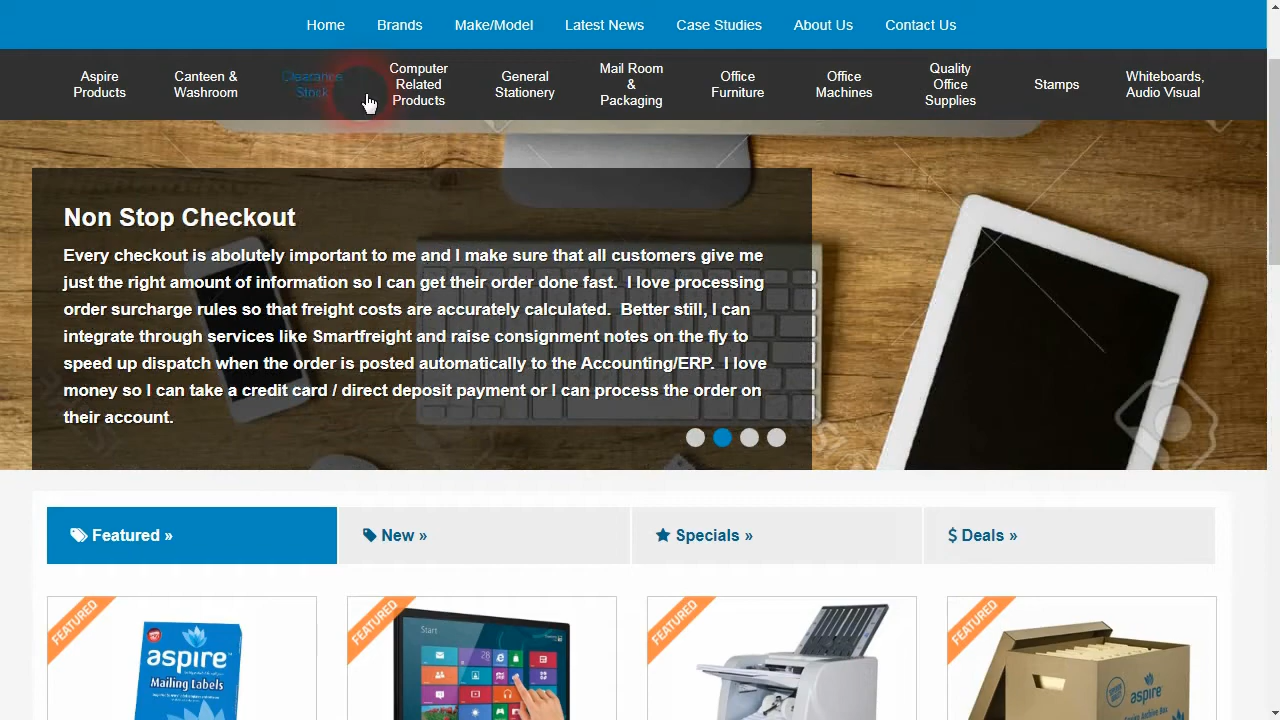 Home Brands Make/Model Latest News Case Studies About Us Contact Us
Aspire Products
Canteen & Washroom
Clearance Stock
Computer Related Products
General Stationery
Mail Room & Packaging
Office Furniture
Office Machines
Quality Office Supplies
Stamps
Whiteboards, Audio Visual
Non Stop Checkout
Every checkout is abolutely important to me and I make sure that all customers give me
just the right amount of information so I can get their order done fast. I love processing
order surcharge rules so that freight costs are accurately calculated. Better still, I can
integrate through services like Smartfreight and raise consignment notes on the fly to
speed up dispatch when the order is posted automatically to the Accounting/ERP. I love
money so I can take a credit card / direct deposit payment or I can process the order on
their account.
Featured » New » Specials » $ Deals »
FEATURED
aspire
Mailing Labels
FEATURED
Start
FEATURED
FEATURED
aspire